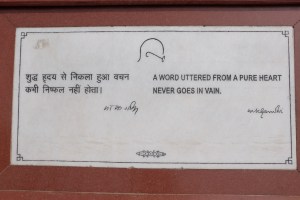 शुद्ध हृदय से निकला हुआ वचन
कभी निष्फल नहीं होता।
A WORD UTTERED FROM A PURE HEART
NEVER GOES IN VAIN.